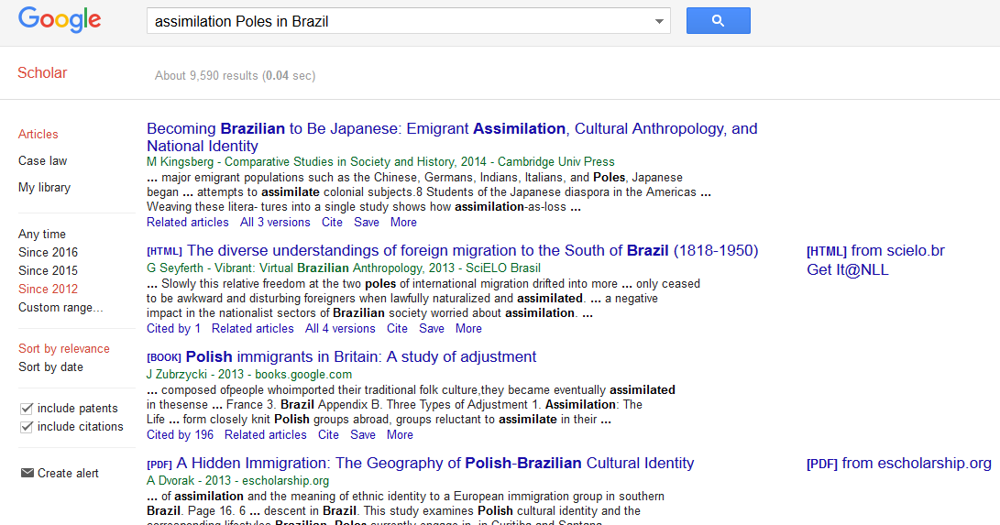 Google
assimilation Poles in Brazil
Scholar
About 9,590 results (0.04 sec)
Articles
Case law
My library
Any time
Since 2016
Since 2015
Since 2012
Custom range...
Sort by relevance
Sort by date
include patents
include citations
Create alert
Becoming Brazilian to Be Japanese: Emigrant Assimilation, Cultural Anthropology, and
National Identity
M Kingsberg - Comparative Studies in Society and History, 2014 - Cambridge Univ Press
... major emigrant populations such as the Chinese, Germans, Indians, Italians, and Poles, Japanese
began ... attempts to assimilate colonial subjects.8 Students of the Japanese diaspora in the Americas ...
Weaving these litera- tures into a single study shows how assimilation-as-loss ...
Related articles All 3 versions Cite Save More
[HTML] The diverse understandings of foreign migration to the South of Brazil (1818-1950)
G Seyferth - Vibrant: Virtual Brazilian Anthropology, 2013 - SciELO Brasil
... Slowly this relative freedom at the two poles of international migration drifted into more ... only ceased
to be awkward and disturbing foreigners when lawfully naturalized and assimilated. ... a negative
impact in the nationalist sectors of Brazilian society worried about assimilation. ...
Cited by 1 Related articles All 4 versions Cite Save More
[HTML] from scielo.br
Get It@NLL
[BOOK] Polish immigrants in Britain: A study of adjustment
J Zubrzycki - 2013 - books.google.com
... composed ofpeople whoimported their traditional folk culture,they became eventually assimilated
in thesense ... France 3. Brazil Appendix B. Three Types of Adjustment 1. Assimilation: The
Life ... form closely knit Polish groups abroad, groups reluctant to assimilate in their ...
Cited by 196 Related articles Cite Save More
[PDF] A Hidden Immigration: The Geography of Polish-Brazilian Cultural Identity
A Dvorak - 2013 - escholarship.org
... of assimilation and the meaning of ethnic identity to a European immigration group in southern
Brazil. Page 16. 6 ... descent in Brazil. This study examines Polish cultural identity and the
corresponding lifestyles Brazilian Poles currently engage in, in Curitiba and Santana
[PDF] from escholarship.org